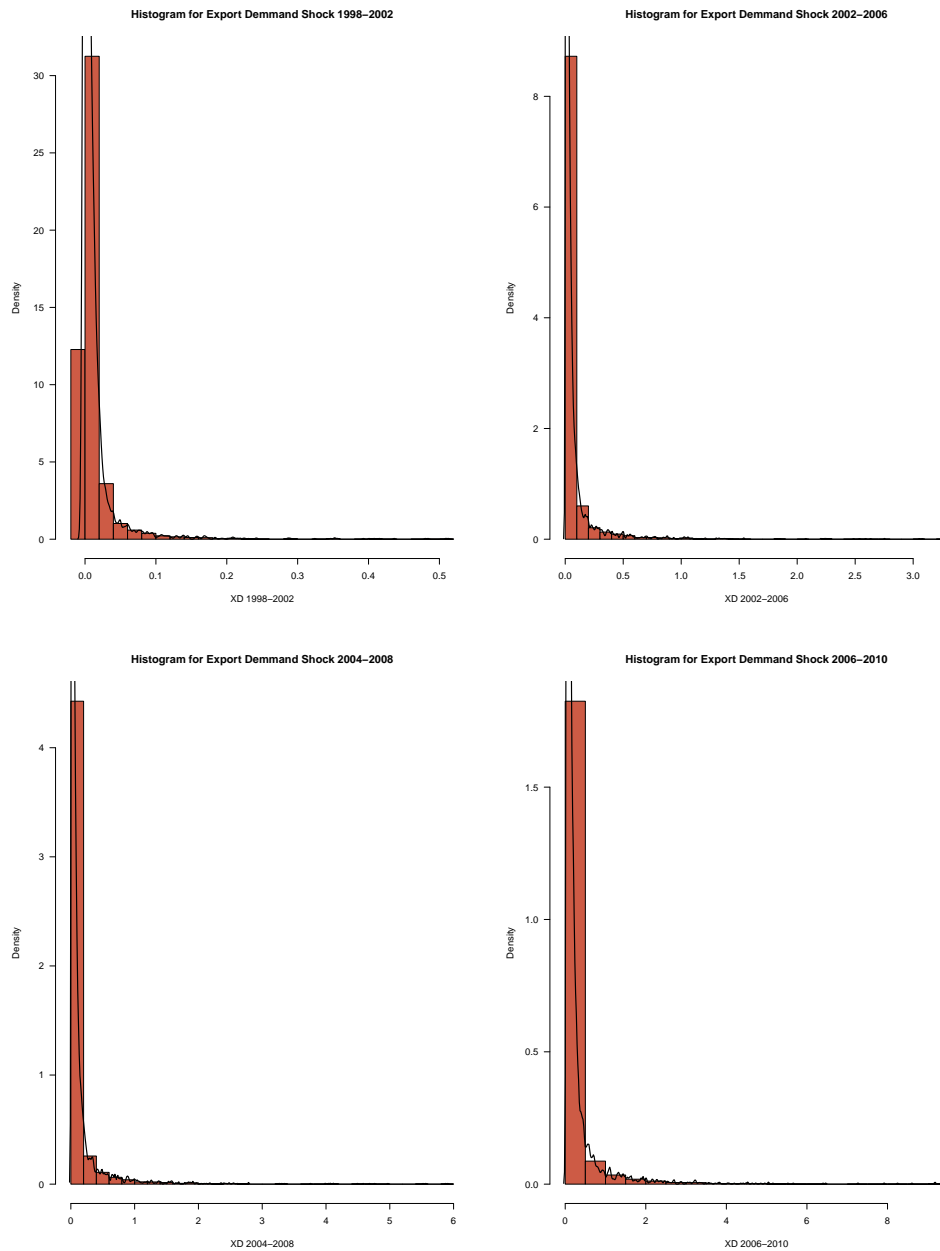 Histogram for Export Demmand Shock 1998–2002
Density
30
25
20
15
10
5
0
0.0 0.1 0.2 0.3 0.4 0.5
XD 1998–2002
Histogram for Export Demmand Shock 2002–2006
Density
8
6
4
2
0
0.0 0.5 1.0 1.5 2.0 2.5 3.0
XD 2002–2006
Histogram for Export Demmand Shock 2004–2008
Density
4
3
2
1
0
0 1 2 3 4 5 6
XD 2004–2008
Histogram for Export Demmand Shock 2006–2010
Density
1.5
1.0
0.5
0.0
0 2 4 6 8
XD 2006–2010